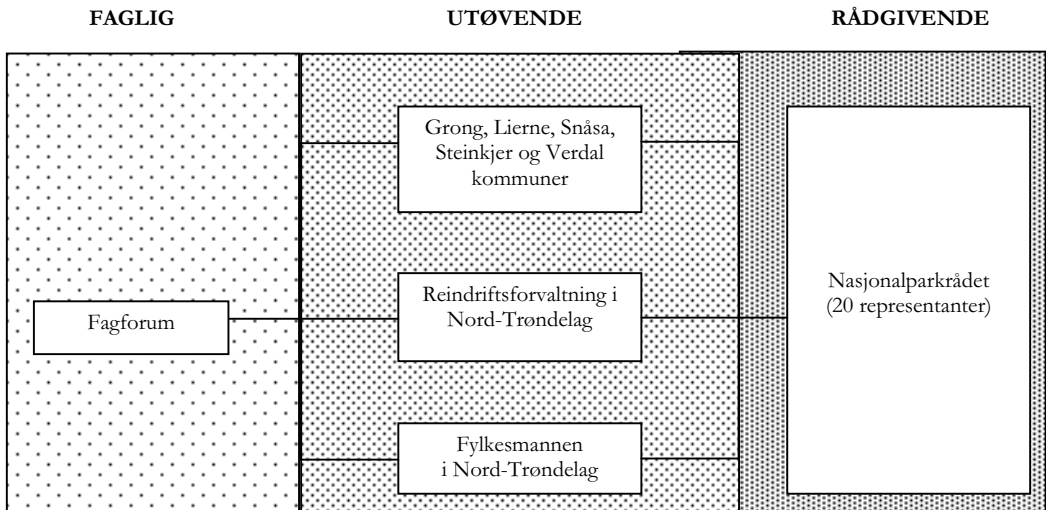 FAGLIG
UTØVENDE
RÅDGIVENDE
Grong, Lierne, Snåsa,
Steinkjer og Verdal
kommuner
Fagforum
Reindriftsforvaltning i
Nord-Trøndelag
Nasjonalparkrådet
(20 representanter)
Fylkesmannen
i Nord-Trøndelag